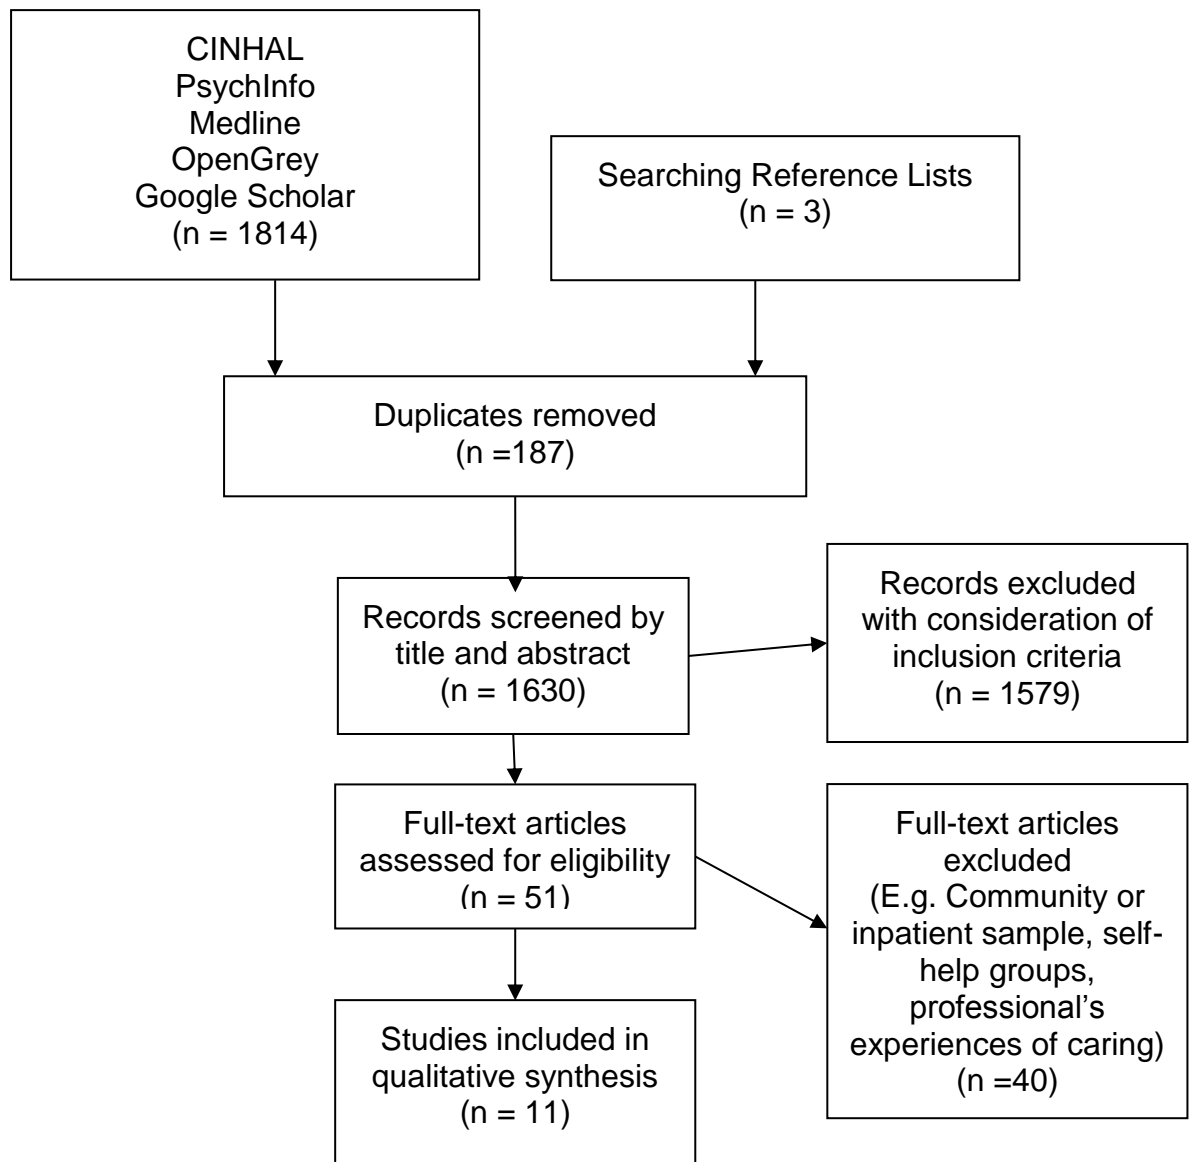 CINHAL
PsychInfo
Medline
OpenGrey
Google Scholar
(n = 1814)
Searching Reference Lists
(n = 3)
Duplicates removed
(n =187)
Records screened by
title and abstract
(n = 1630)
Records excluded
with consideration of
inclusion criteria
(n = 1579)
Full-text articles
assessed for eligibility
(n = 51)
Full-text articles
excluded
(E.g. Community or
inpatient sample, self-
help groups,
professional’s
experiences of caring)
(n =40)
Studies included in
qualitative synthesis
(n = 11)